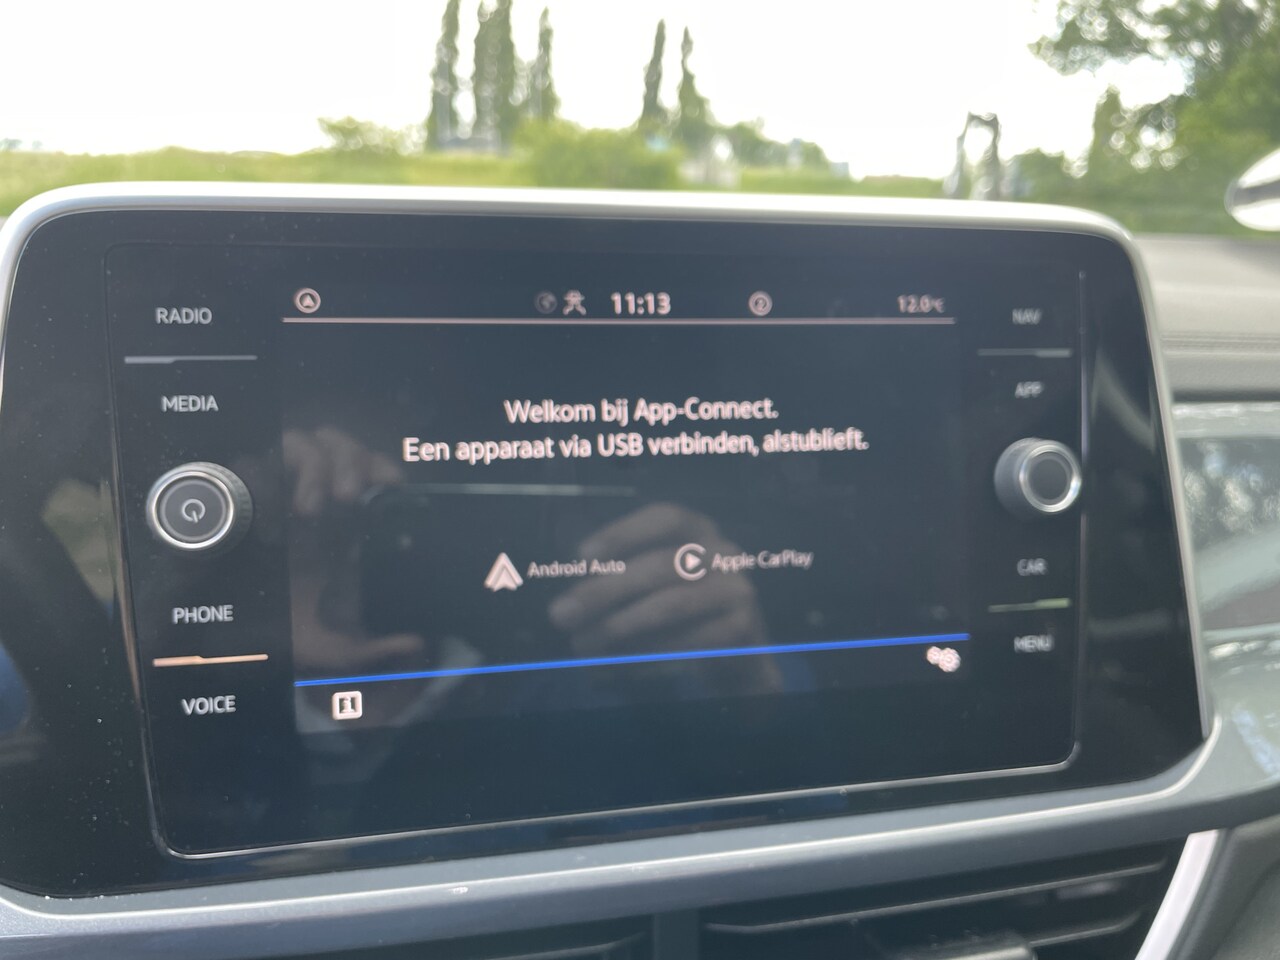 RADIO
MEDIA
PHONE
VOICE
11:13
12.0°C
Welkom bij App-Connect.
Een apparaat via USB verbinden, alstublieft.
Android Auto
Apple CarPlay
NAV
APP
CAR
MENU